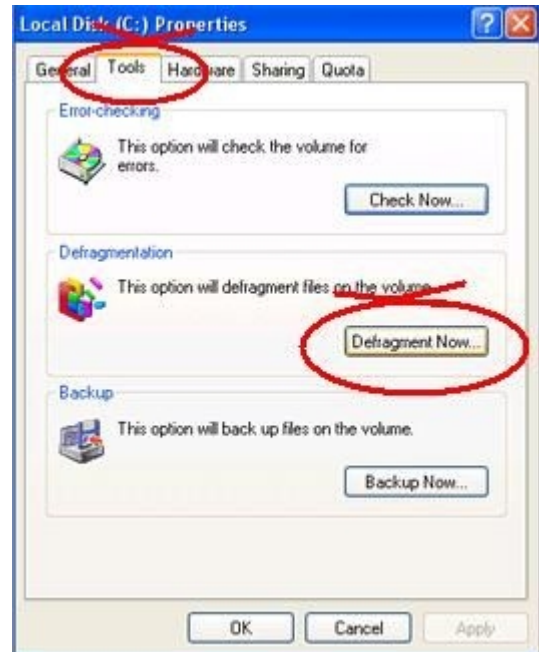 Local Disk (C:) Properties
General Tools Hardware Sharing Quota
Error-checking
This option will check the volume for
errors.
Check Now...
Defragmentation
This option will defragment files on the volume.
Defragment Now...
Backup
This option will back up files on the volume.
Backup Now...
OK Cancel Apply